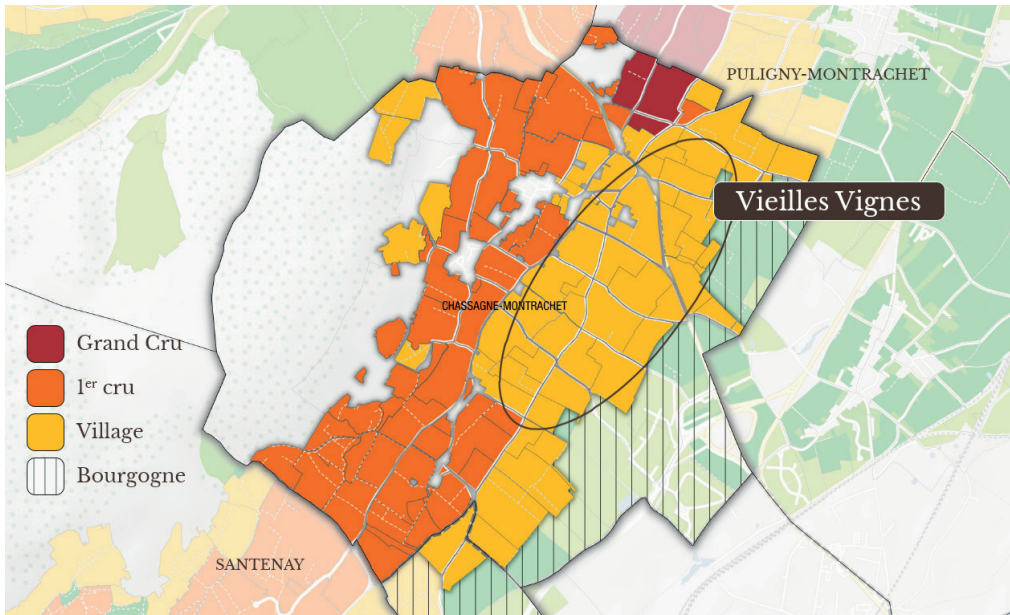 PULIGNY-MONTRACHET
Vieilles Vignes
CHASSAGNE-MONTRACHET
Grand Cru
1er cru
Village
Bourgogne
SANTENAY